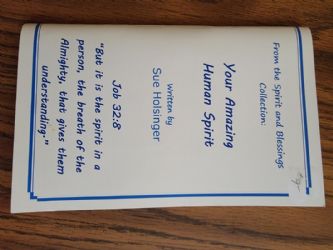 From the Spirit and Blessings
Collection:
Your Amazing
Human Spirit
Written by
Sue Holsinger
Job 32:8
"But it is the spirit in a
person, the breath of the
Almighty, that gives them
understanding."